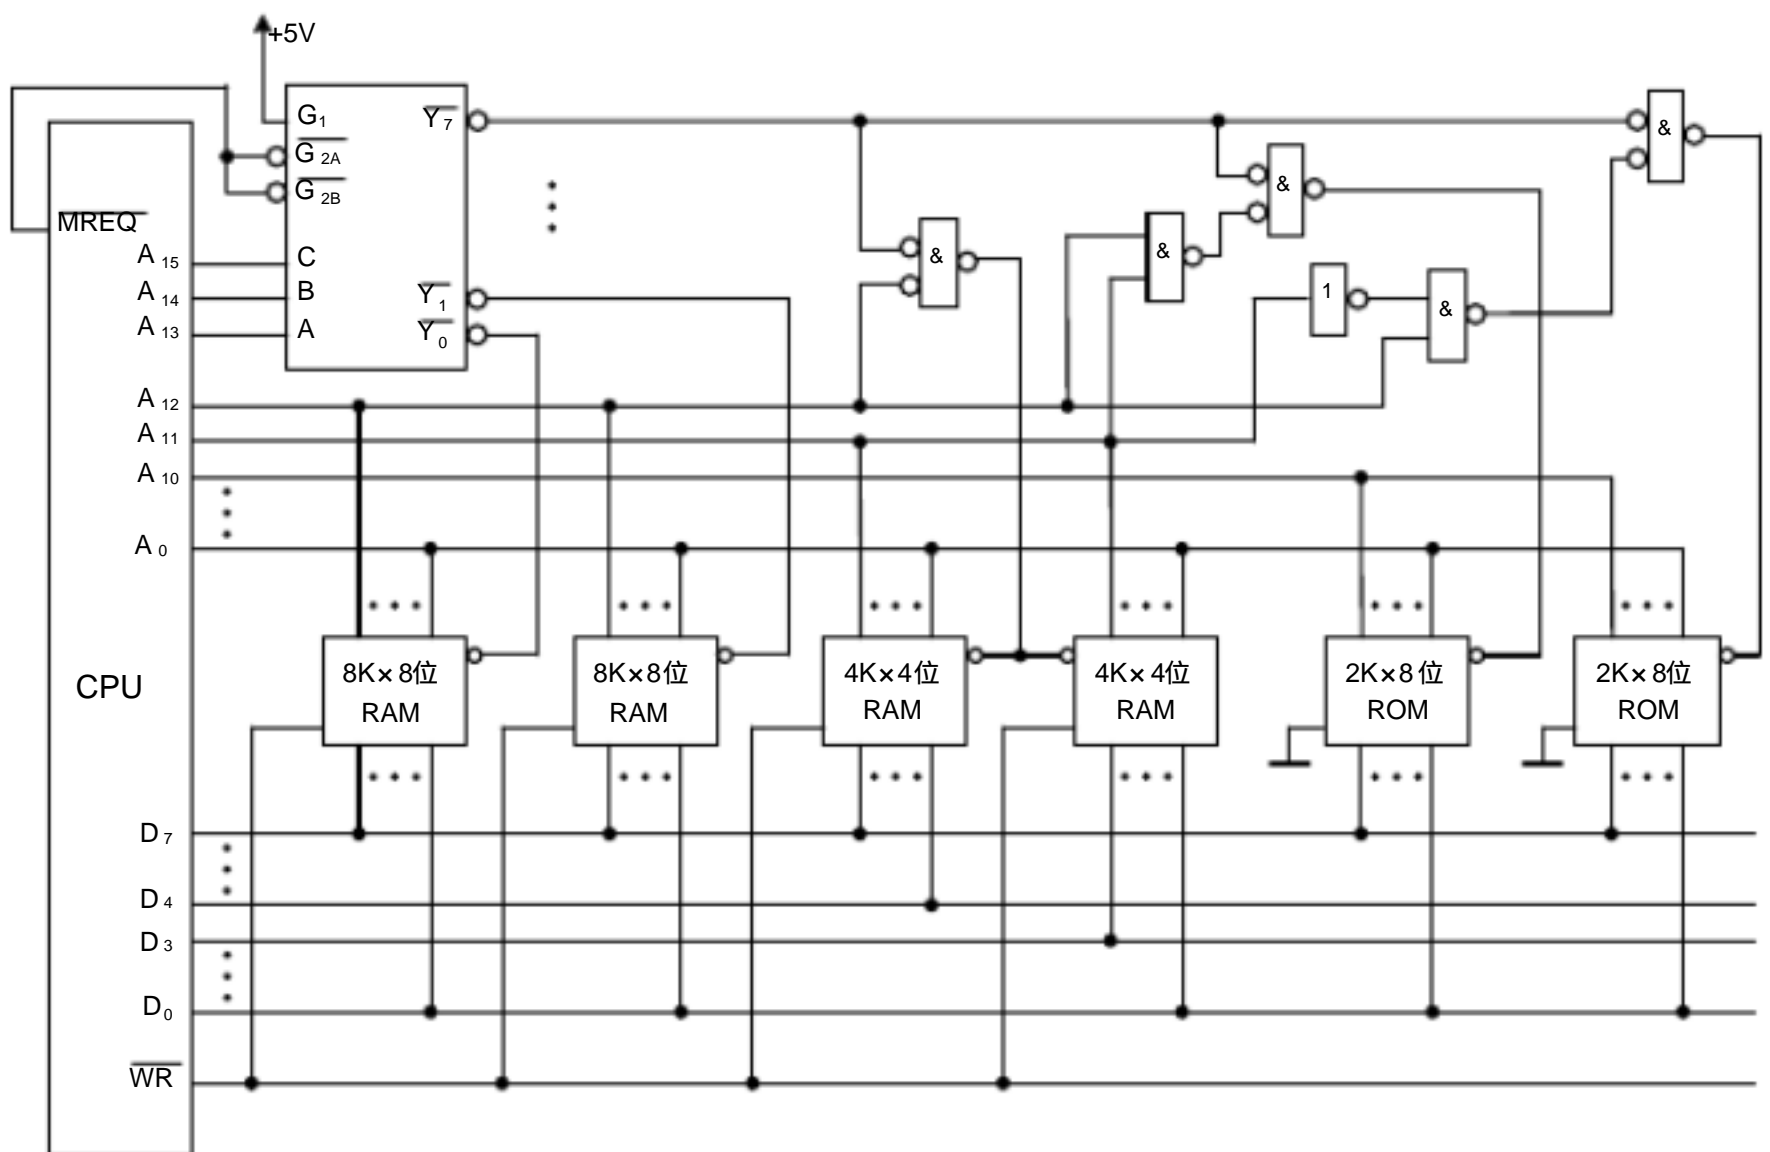 +5V
G1
Y7
&
G2A
G2B
&
MREQ
&
&
A15
C
A14
B
Y1
1
&
A13
A
Y0
A12
A11
A10
A0
CPU
8K×8位
RAM
8K×8位
RAM
4K×4位
RAM
4K×4位
RAM
2K×8位
ROM
2K×8位
ROM
D7
D4
D3
D0
WR